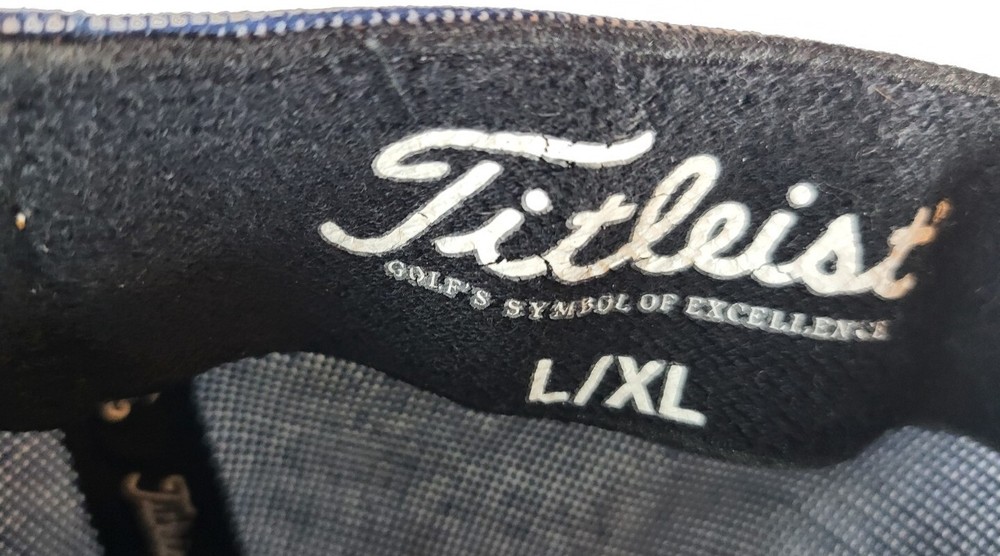 Titleist
GOLF'S SYMBOL OF EXCELLENCE
L/XL